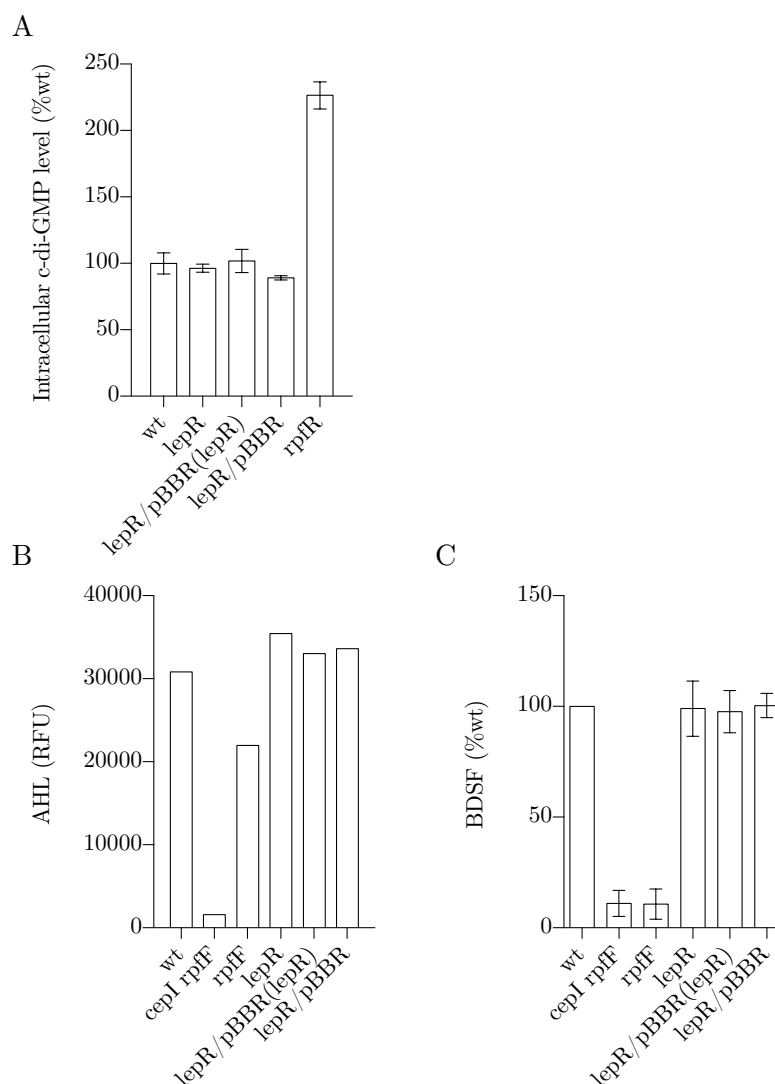 A
Intracellular c-di-GMP level (%wt)
250
200
150
100
50
0
wt
lepR
lepR/pBBR(lepR)
lepR/pBBR
rpfR
B
AHL (RFU)
40000
30000
20000
10000
0
wt
cepI rpfF
rpfF
lepR
lepR/pBBR(lepR)
lepR/pBBR
C
BDSF (%wt)
150
100
50
0
wt
cepI rpfF
rpfF
lepR
lepR/pBBR(lepR)
lepR/pBBR